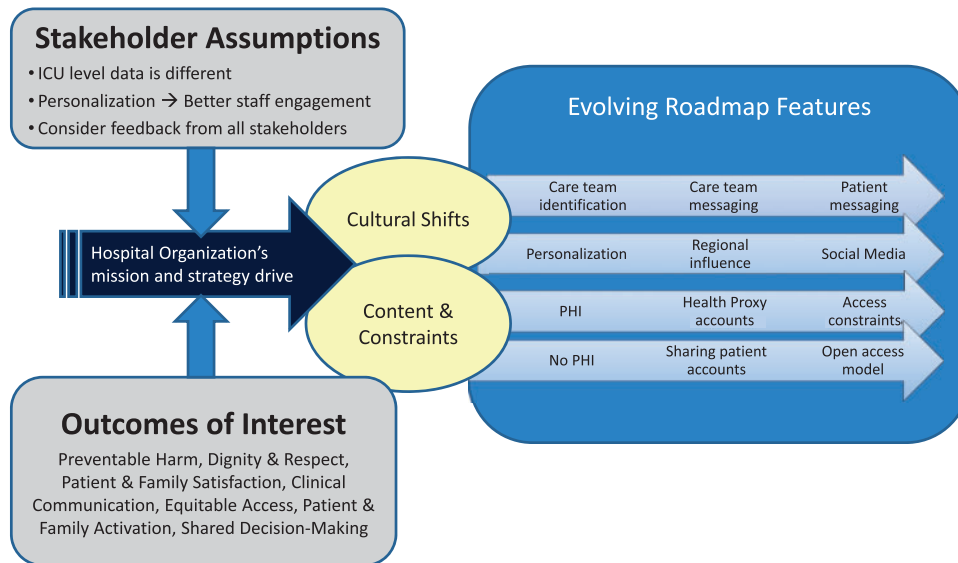 Stakeholder Assumptions
• ICU level data is different
• Personalization → Better staff engagement
• Consider feedback from all stakeholders
Hospital Organization's
mission and strategy drive
Outcomes of Interest
Preventable Harm, Dignity & Respect,
Patient & Family Satisfaction, Clinical
Communication, Equitable Access, Patient &
Family Activation, Shared Decision-Making
Cultural Shifts
Content &
Constraints
Evolving Roadmap Features
Care team
identification
Care team
messaging
Patient
messaging
Personalization
Regional
influence
Social Media
PHI
Health Proxy
accounts
Access
constraints
No PHI
Sharing patient
accounts
Open access
model